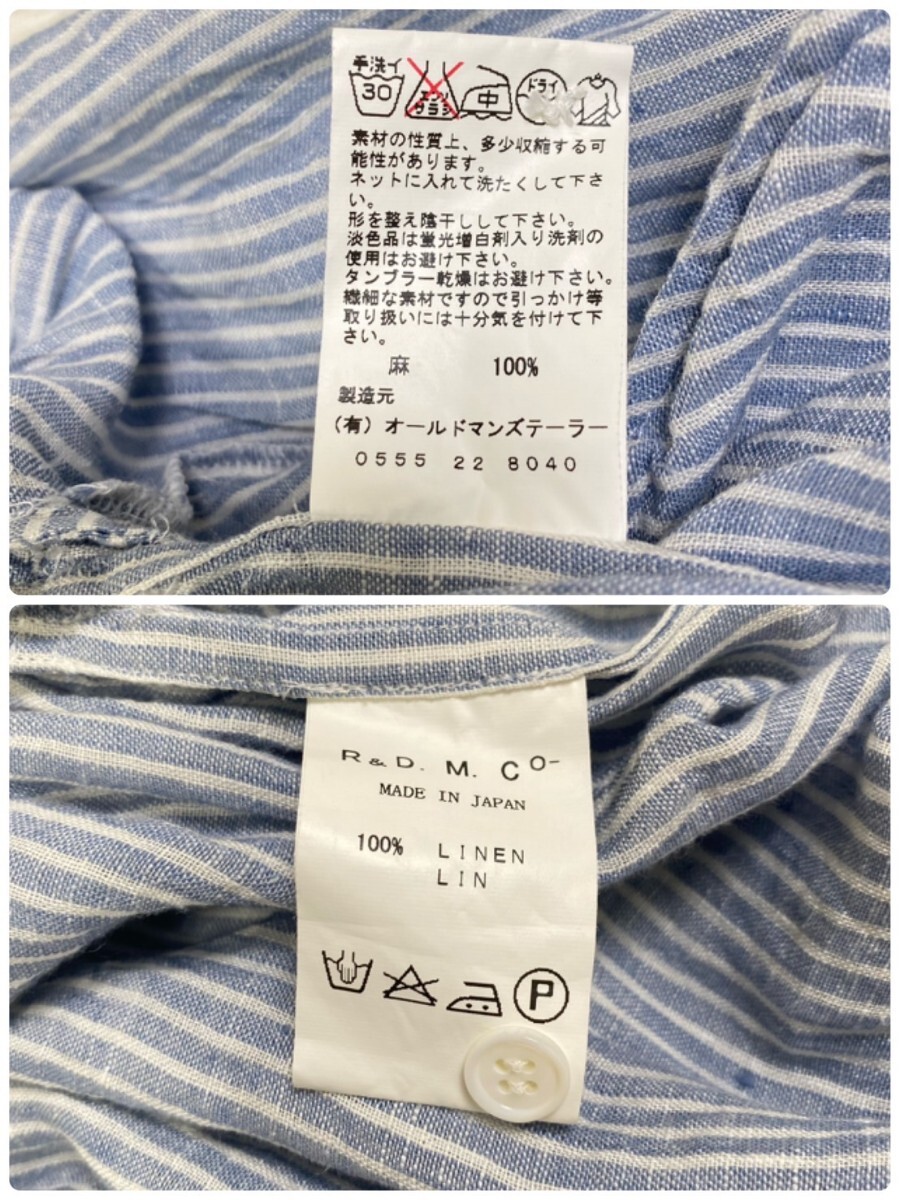 手洗イ
30
エンソ
サラシ
中
ドライ
素材の性質上、多少収縮する可
能性があります。
ネットに入れて洗たくして下さ
い。
形を整え陰干しして下さい。
淡色品は蛍光増白剤入り洗剤の
使用はお避け下さい。
タンブラー乾燥はお避け下さい。
繊細な素材ですので引っかけ等
取り扱いには十分気を付けて下
さい。
麻 100%
製造元
(有) オールドマンズテーラー
0555 22 8040
R & D. M. Co-
MADE IN JAPAN
100% LINEN
LIN
P